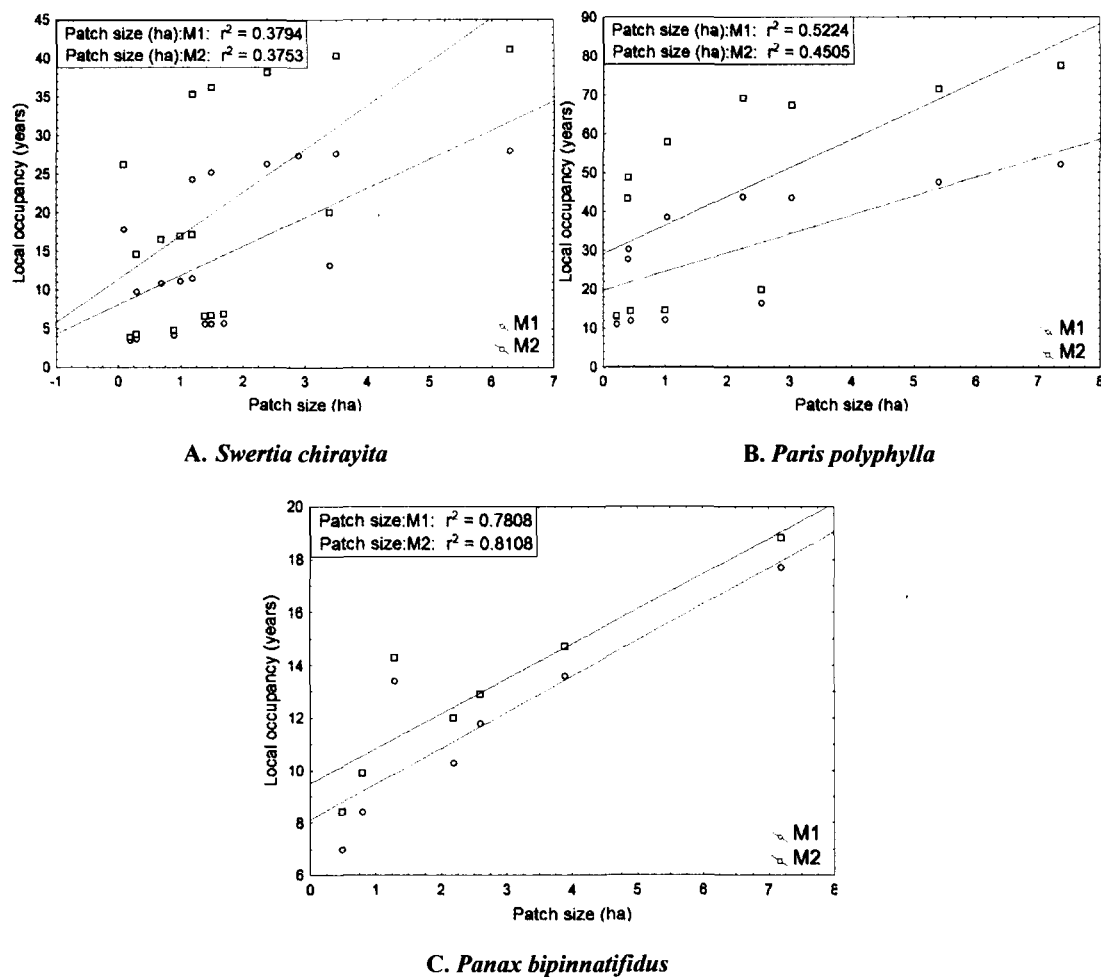 Patch size (ha):M1: r² = 0.3794
Patch size (ha):M2: r² = 0.3753
45
40
35
30
25
20
15
10
5
0
Local occupancy (years)
-1 0 1 2 3 4 5 6 7
Patch size (ha)
M1
M2
A. Swertia chirayita
Patch size (ha):M1: r² = 0.5224
Patch size (ha):M2: r² = 0.4505
90
80
70
60
50
40
30
20
10
0
Local occupancy (years)
0 1 2 3 4 5 6 7 8
Patch size (ha)
M1
M2
B. Paris polyphylla
Patch size:M1: r² = 0.7808
Patch size:M2: r² = 0.8108
20
18
16
14
12
10
8
6
Local occupancy (years)
0 1 2 3 4 5 6 7 8
Patch size (ha)
M1
M2
C. Panax bipinnatifidus